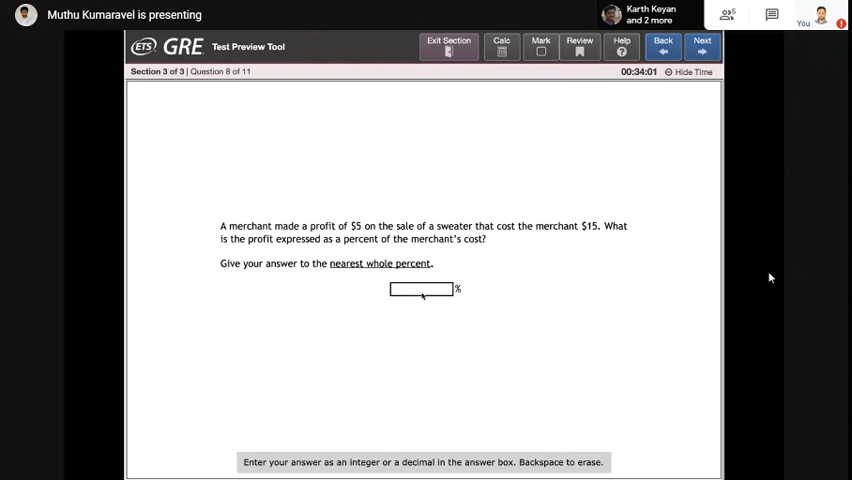 Muthu Kumaravel is presenting
Karth Keyan
and 2 more
5
You
ETS GRE Test Preview Tool
Exit Section
Calc
Mark
Review
Help
Back
Next
Section 3 of 3 | Question 8 of 11
00:34:01
Hide Time
A merchant made a profit of $5 on the sale of a sweater that cost the merchant $15. What
is the profit expressed as a percent of the merchant's cost?
Give your answer to the nearest whole percent.
%
Enter your answer as an integer or a decimal in the answer box. Backspace to erase.